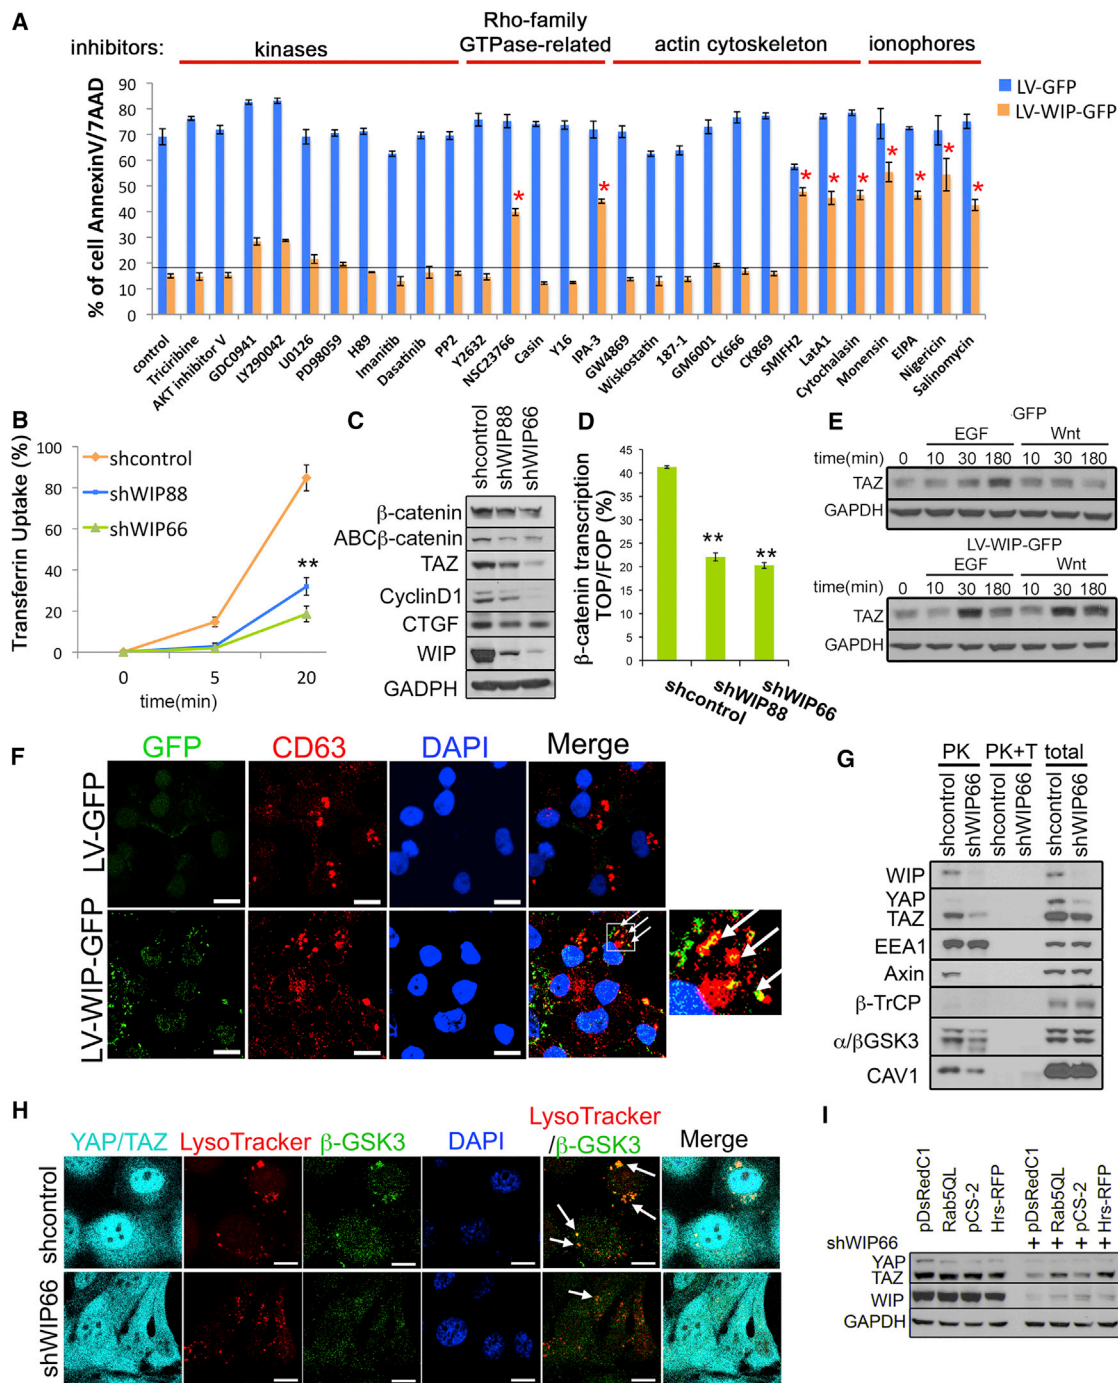 A
inhibitors:
kinases
Rho-family
GTPase-related
actin cytoskeleton
ionophores
LV-GFP
LV-WIP-GFP
% of cell AnnexinV/7AAD
90
80
70
60
50
40
30
20
10
0
* * * * * * * * *
control
Triciribine
AKT inhibitor V
GDC0941
LY290042
U0126
PD98059
H89
Imanitib
Dasatinib
PP2
Y2632
NSC23766
Casin
Y16
IPA-3
GW4869
Wiskostatin
187-1
GM6001
CK666
CK869
SMIFH2
LatA1
Cytochalasin
Monensin
EIPA
Nigericin
Salinomycin
B
Transferrin Uptake (%)
100
80
60
40
20
0
shcontrol
shWIP88
shWIP66
**
0 5 20
time(min)
C
shcontrol
shWIP88
shWIP66
β-catenin
ABCβ-catenin
TAZ
CyclinD1
CTGF
WIP
GADPH
D
β-catenin transcription
TOP/FOP (%)
45
40
35
30
25
20
15
10
5
0
** **
shcontrol
shWIP88
shWIP66
E
-GFP
EGF Wnt
time(min) 0 10 30 180 10 30 180
TAZ
GAPDH
LV-WIP-GFP
EGF Wnt
time(min) 0 10 30 180 10 30 180
TAZ
GAPDH
F
GFP CD63 DAPI Merge
LV-GFP
LV-WIP-GFP
G
PK PK+T total
shcontrol
shWIP66
shcontrol
shWIP66
shcontrol
shWIP66
WIP
YAP
TAZ
EEA1
Axin
β-TrCP
α/βGSK3
CAV1
H
YAP/TAZ LysoTracker β-GSK3 DAPI LysoTracker
/β-GSK3 Merge
shcontrol
shWIP66
I
pDsRedC1
Rab5QL
pCS-2
Hrs-RFP
pDsRedC1
Rab5QL
pCS-2
Hrs-RFP
shWIP66 + + + +
YAP
TAZ
WIP
GAPDH